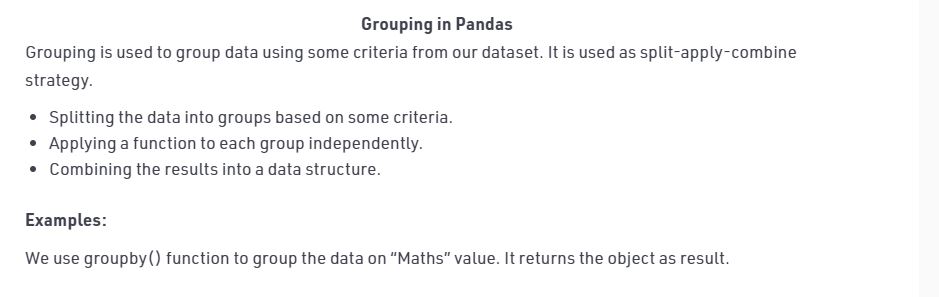 Grouping in Pandas
Grouping is used to group data using some criteria from our dataset. It is used as split-apply-combine
strategy.
• Splitting the data into groups based on some criteria.
• Applying a function to each group independently.
• Combining the results into a data structure.
Examples:
We use groupby() function to group the data on “Maths” value. It returns the object as result.